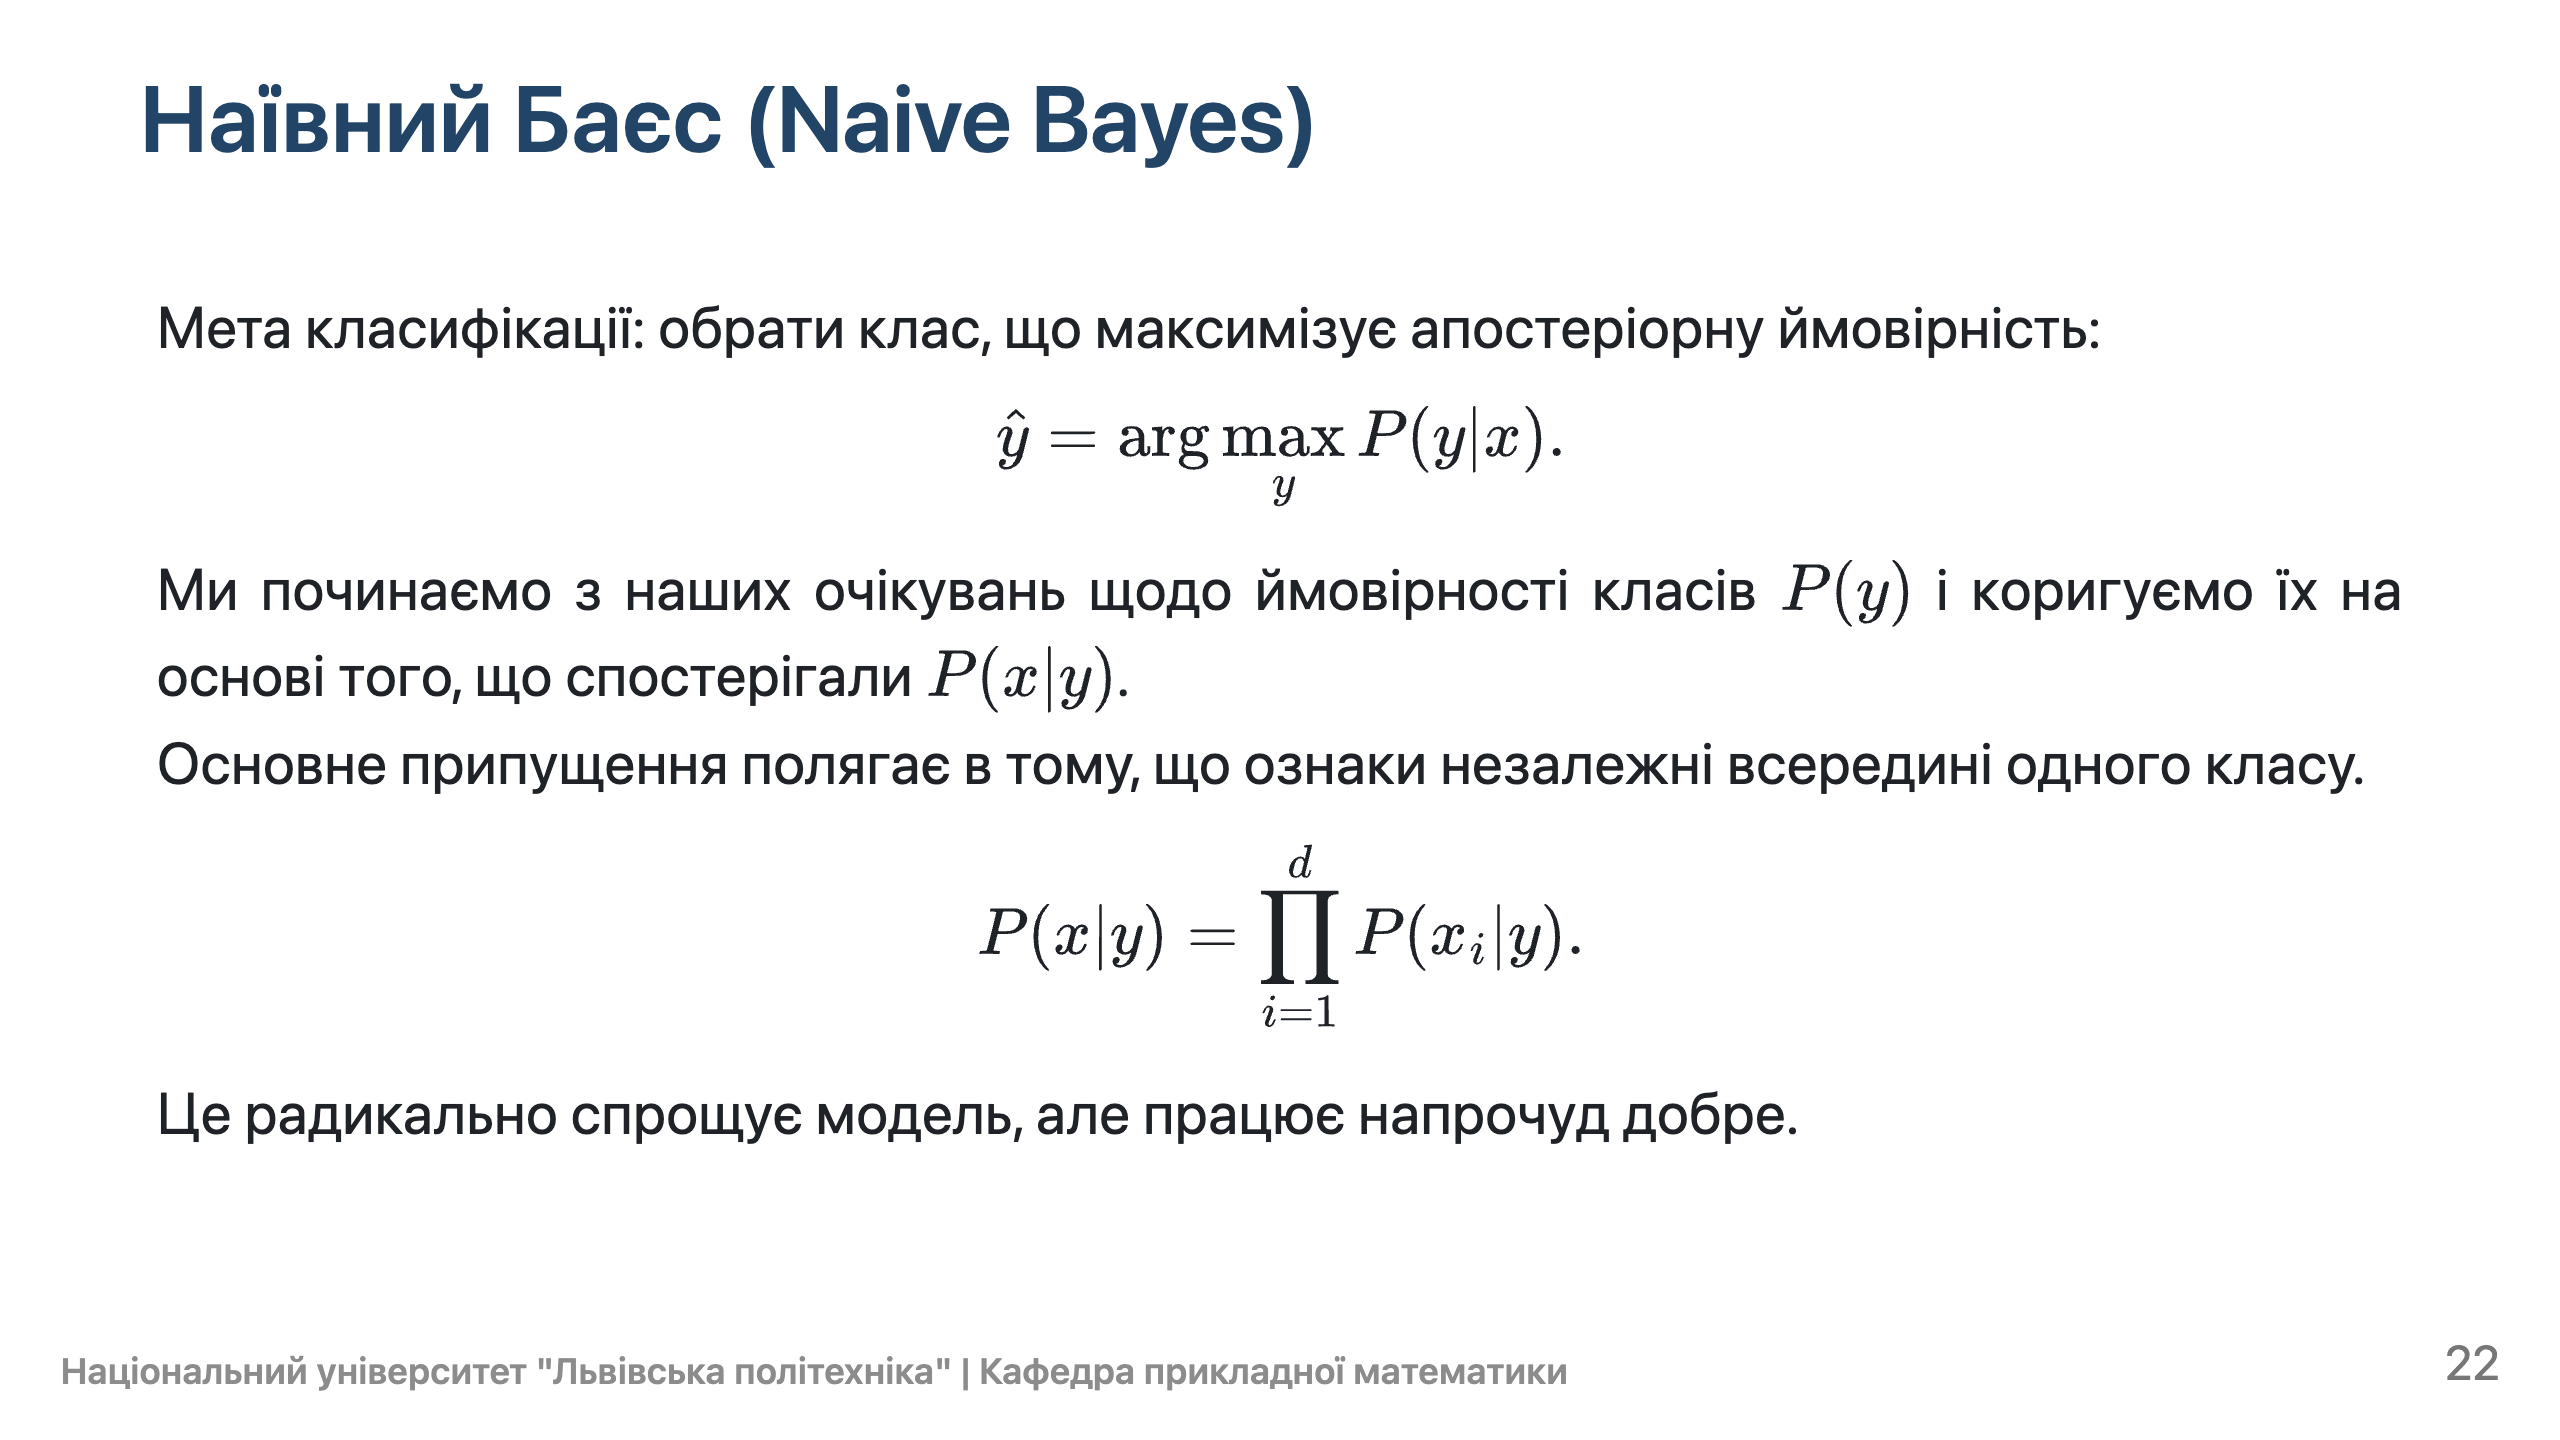 Наївний Баєс (Naive Bayes)
Мета класифікації: обрати клас, що максимізує апостеріорну ймовірність:
ŷ = arg max P(y|x).
y
Ми починаємо з наших очікувань щодо ймовірності класів P(y) і коригуємо їх на
основі того, що спостерігали P(x|y).
Основне припущення полягає в тому, що ознаки незалежні всередині одного класу.
d
P(x|y) = ∏ P(xᵢ|y).
i=1
Це радикально спрощує модель, але працює напрочуд добре.
Національний університет "Львівська політехніка" | Кафедра прикладної математики
22